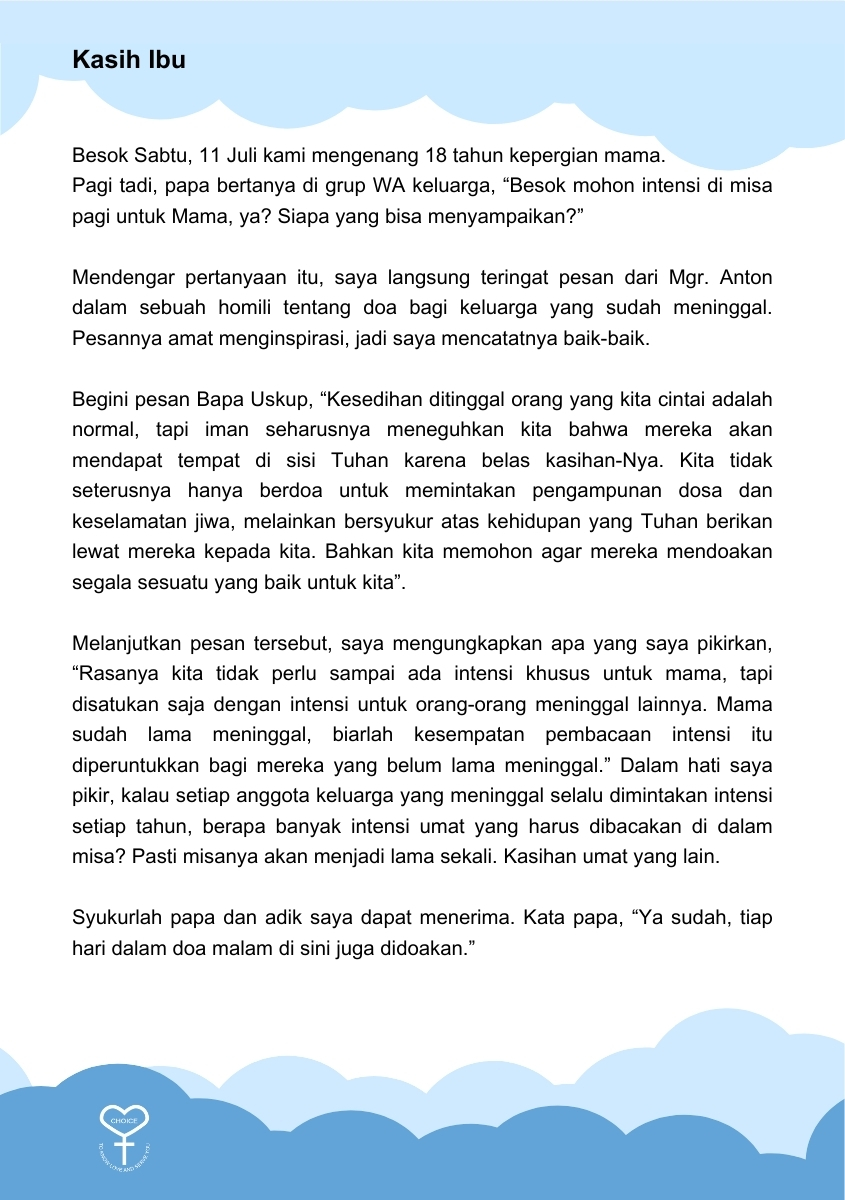 Kasih Ibu
Besok Sabtu, 11 Juli kami mengenang 18 tahun kepergian mama.
Pagi tadi, papa bertanya di grup WA keluarga, “Besok mohon intensi di misa
pagi untuk Mama, ya? Siapa yang bisa menyampaikan?”
Mendengar pertanyaan itu, saya langsung teringat pesan dari Mgr. Anton
dalam sebuah homili tentang doa bagi keluarga yang sudah meninggal.
Pesannya amat menginspirasi, jadi saya mencatatnya baik-baik.
Begini pesan Bapa Uskup, “Kesedihan ditinggal orang yang kita cintai adalah
normal, tapi iman seharusnya meneguhkan kita bahwa mereka akan
mendapat tempat di sisi Tuhan karena belas kasihan-Nya. Kita tidak
seterusnya hanya berdoa untuk memintakan pengampunan dosa dan
keselamatan jiwa, melainkan bersyukur atas kehidupan yang Tuhan berikan
lewat mereka kepada kita. Bahkan kita memohon agar mereka mendoakan
segala sesuatu yang baik untuk kita”.
Melanjutkan pesan tersebut, saya mengungkapkan apa yang saya pikirkan,
“Rasanya kita tidak perlu sampai ada intensi khusus untuk mama, tapi
disatukan saja dengan intensi untuk orang-orang meninggal lainnya. Mama
sudah lama meninggal, biarlah kesempatan pembacaan intensi itu
diperuntukkan bagi mereka yang belum lama meninggal.” Dalam hati saya
pikir, kalau setiap anggota keluarga yang meninggal selalu dimintakan intensi
setiap tahun, berapa banyak intensi umat yang harus dibacakan di dalam
misa? Pasti misanya akan menjadi lama sekali. Kasihan umat yang lain.
Syukurlah papa dan adik saya dapat menerima. Kata papa, “Ya sudah, tiap
hari dalam doa malam di sini juga didoakan.”
CHOICE
TO KNOW LOVE AND SERVE YOU